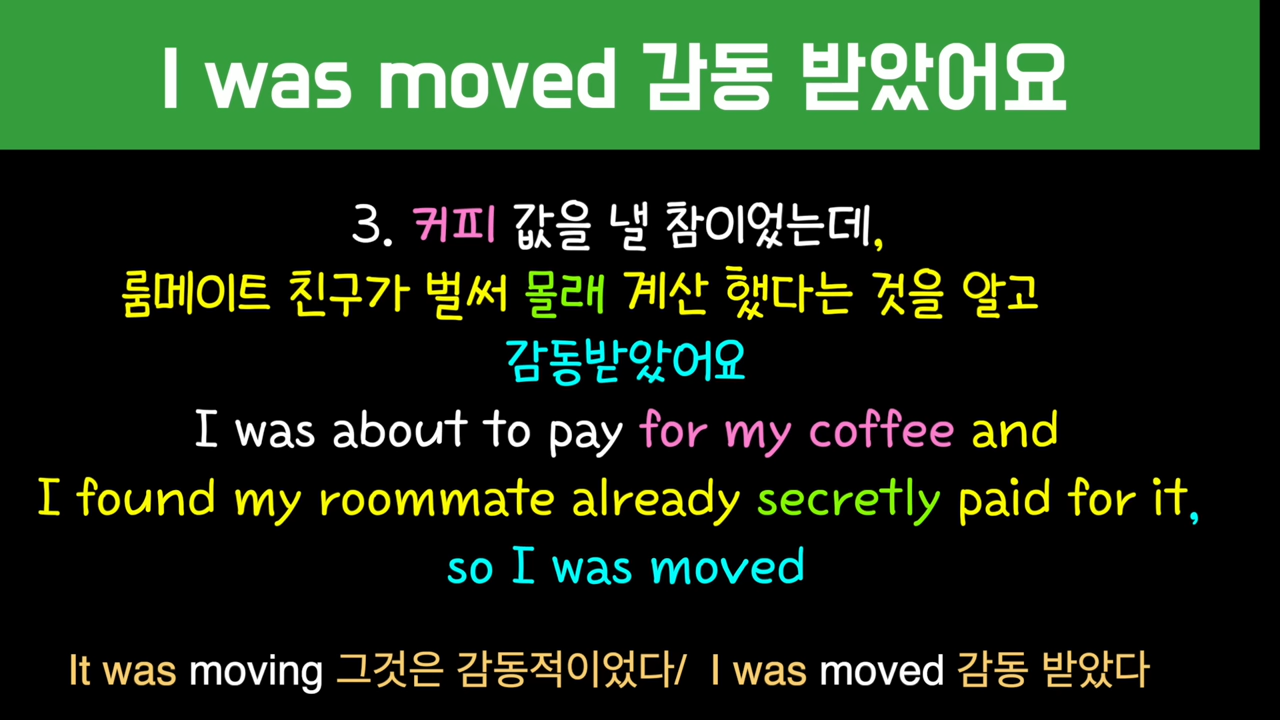 I was moved 감동 받았어요
3. 커피 값을 낼 참이었는데,
룸메이트 친구가 벌써 몰래 계산 했다는 것을 알고
감동받았어요
I was about to pay for my coffee and
I found my roommate already secretly paid for it,
so I was moved
It was moving 그것은 감동적이었다/ I was moved 감동 받았다